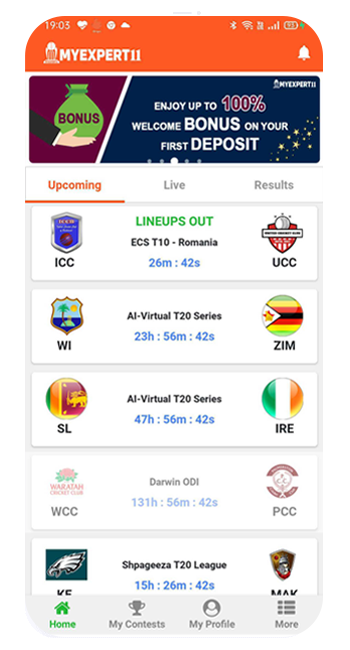 19:03
MYEXPERT11
MYEXPERT11
BONUS
ENJOY UP TO 100%
WELCOME BONUS ON YOUR
FIRST DEPOSIT
Upcoming Live Results
LINEUPS OUT
ECS T10 - Romania
ICC 26m : 42s UCC
AI-Virtual T20 Series
23h : 56m : 42s
WI ZIM
AI-Virtual T20 Series
47h : 56m : 42s
SL IRE
Darwin ODI
WARATAH
CRICKET CLUB
131h : 56m : 42s
WCC PCC
Shpageeza T20 League
15h : 26m : 42s
KE MAK
Home My Contests My Profile More